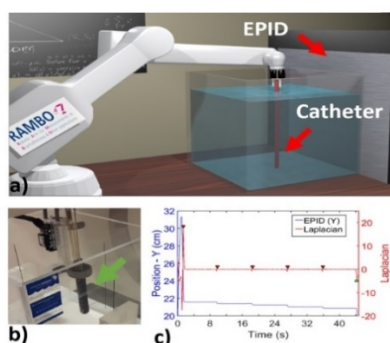 EPID
Catheter
RAMBO
a)
b)
c)
EPID (Y)
Laplacian
Position - Y (cm)
32
30
28
26
24
22
20
20
10
0
-10
-20
Laplacian
0
10
20
30
40
Time (s)